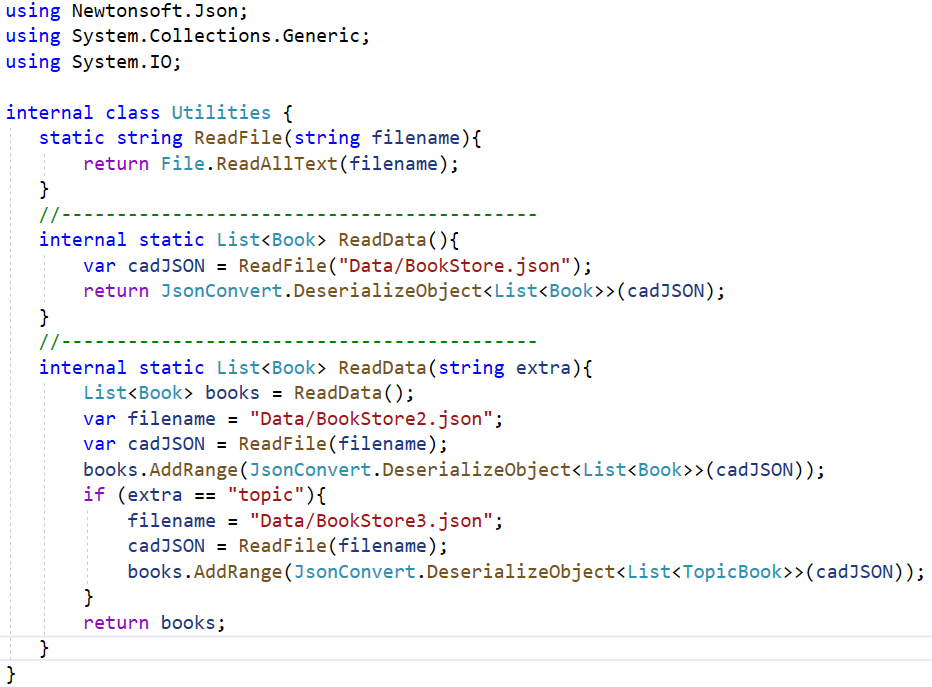 using Newtonsoft.Json;
using System.Collections.Generic;
using System.IO;

internal class Utilities {
   static string ReadFile(string filename){
       return File.ReadAllText(filename);
   }
   //-------------------------------------------
   internal static List<Book> ReadData(){
       var cadJSON = ReadFile("Data/BookStore.json");
       return JsonConvert.DeserializeObject<List<Book>>(cadJSON);
   }
   //-------------------------------------------
   internal static List<Book> ReadData(string extra){
       List<Book> books = ReadData();
       var filename = "Data/BookStore2.json";
       var cadJSON = ReadFile(filename);
       books.AddRange(JsonConvert.DeserializeObject<List<Book>>(cadJSON));
       if (extra == "topic"){
           filename = "Data/BookStore3.json";
           cadJSON = ReadFile(filename);
           books.AddRange(JsonConvert.DeserializeObject<List<TopicBook>>(cadJSON));
       }
       return books;
   }
}